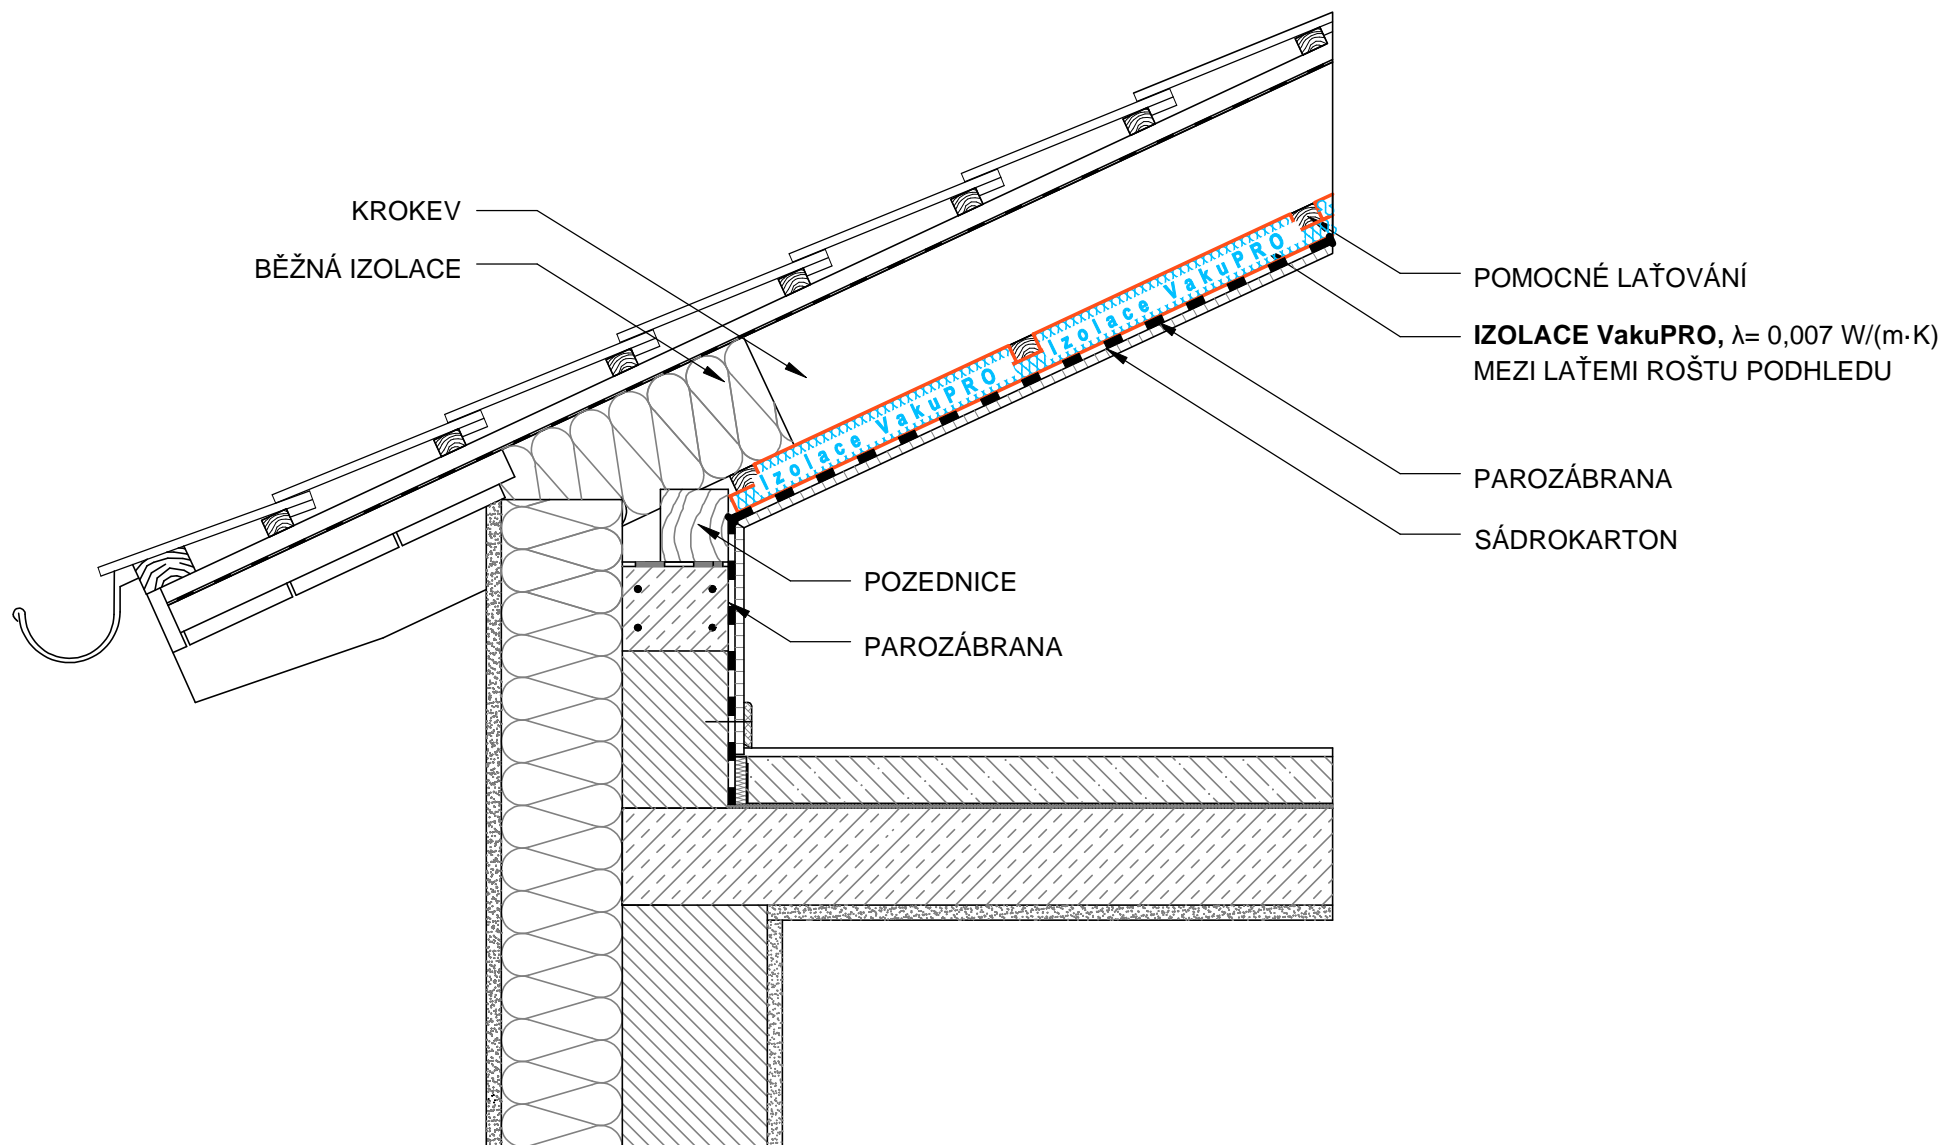 KROKEV
BĚŽNÁ IZOLACE
POMOCNÉ LAŤOVÁNÍ
IZOLACE VakuPRO, λ= 0,007 W/(m·K)
MEZI LAŤEMI ROŠTU PODHLEDU
Izolace VakuPRO
Izolace VakuPRO
PAROZÁBRANA
SÁDROKARTON
POZEDNICE
PAROZÁBRANA